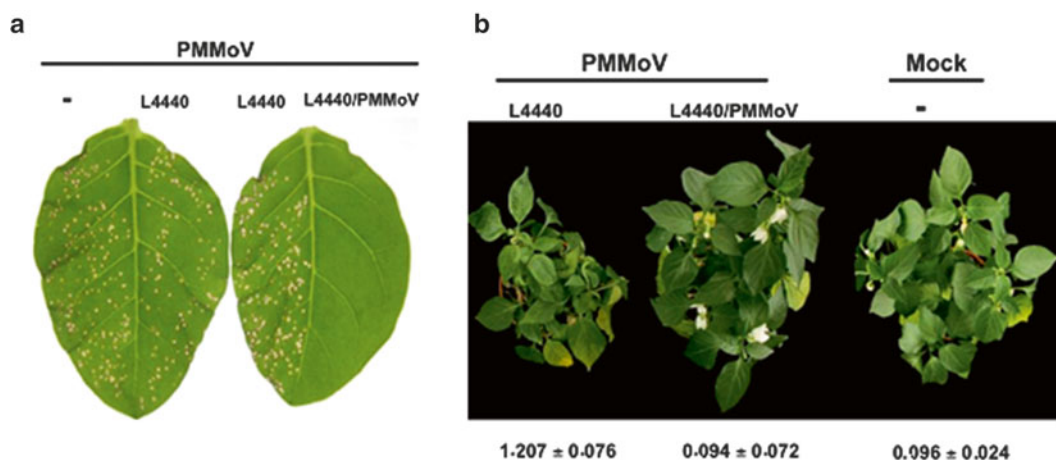 a
PMMoV
- L4440 L4440 L4440/PMMoV
b
PMMoV Mock
L4440 L4440/PMMoV -
1.207 ± 0.076 0.094 ± 0.072 0.096 ± 0.024